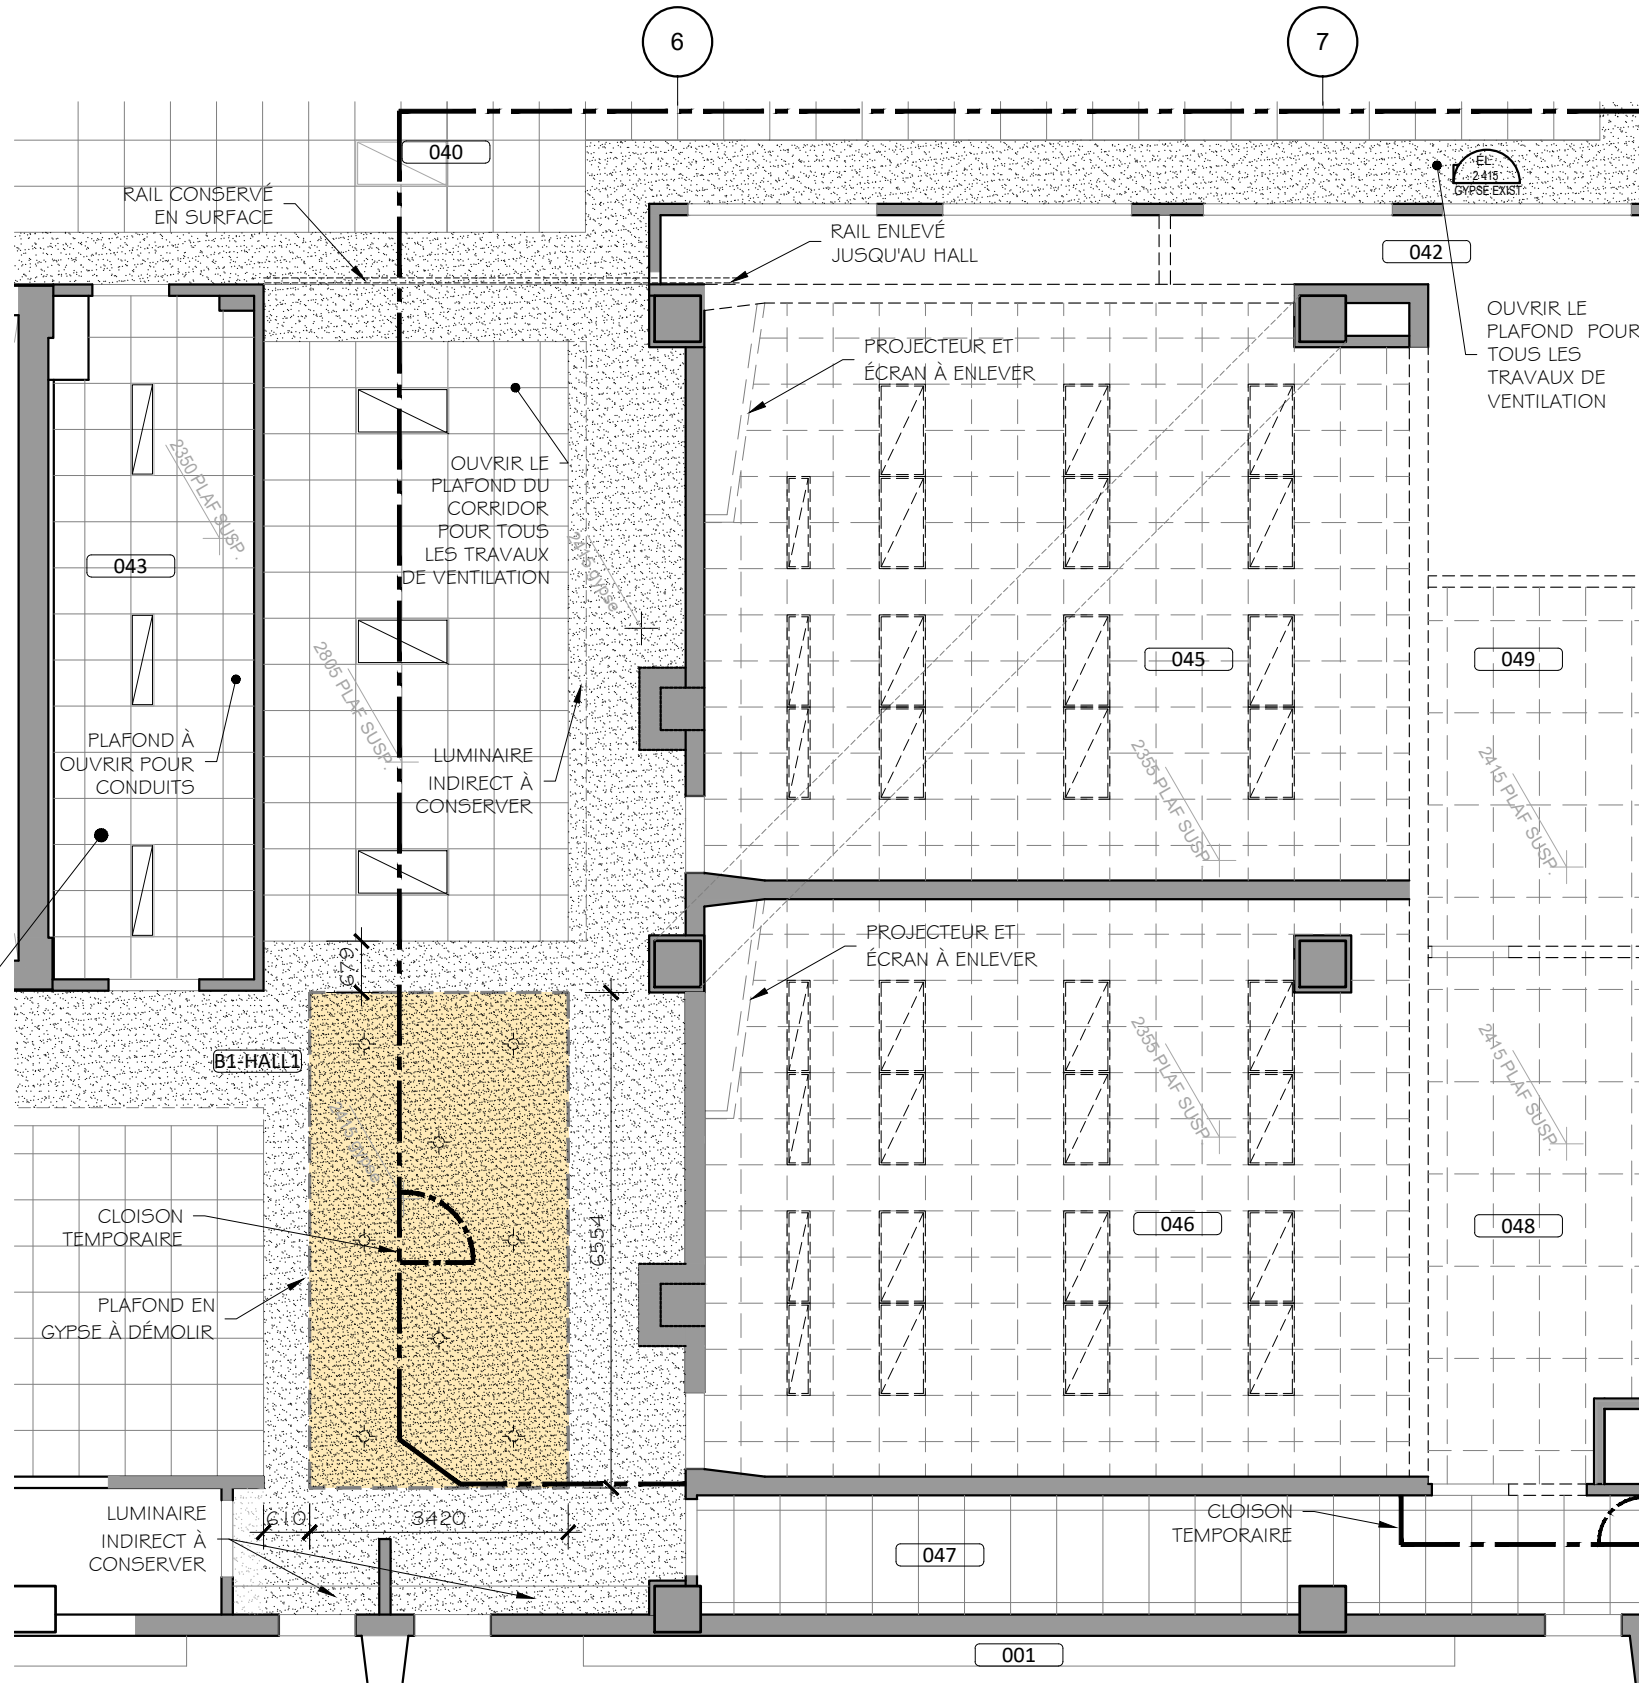 6
7
040
RAIL CONSERVÉ
EN SURFACE
RAIL ENLEVÉ
JUSQU'AU HALL
ÉL.
2 415
GYPSE EXIST
042
OUVRIR LE
PLAFOND POUR
TOUS LES
TRAVAUX DE
VENTILATION
PROJECTEUR ET
ÉCRAN À ENLEVER
2350 PLAF SUSP.
OUVRIR LE
PLAFOND DU
CORRIDOR
POUR TOUS
LES TRAVAUX
DE VENTILATION
2415 gypse
043
2805 PLAF SUSP.
045
049
PLAFOND À
OUVRIR POUR
CONDUITS
LUMINAIRE
INDIRECT À
CONSERVER
2355 PLAF SUSP.
2415 PLAF SUSP.
679
PROJECTEUR ET
ÉCRAN À ENLEVER
B1-HALL1
2415 gypse
2355 PLAF SUSP.
2415 PLAF SUSP.
CLOISON
TEMPORAIRE
6554
046
048
PLAFOND EN
GYPSE À DÉMOLIR
LUMINAIRE
INDIRECT À
CONSERVER
610
3420
CLOISON
TEMPORAIRE
047
001